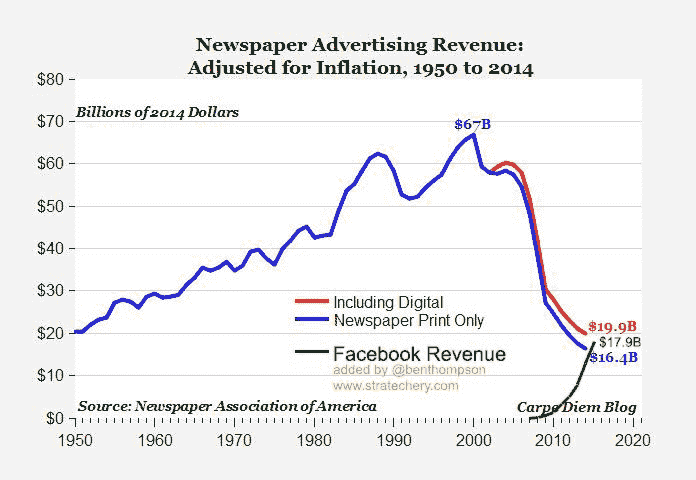 Newspaper Advertising Revenue:
Adjusted for Inflation, 1950 to 2014
$80
Billions of 2014 Dollars
$70
$67B
$60
$50
$40
$30
Including Digital
Newspaper Print Only
$19.9B
$20
$17.9B
Facebook Revenue
$16.4B
added by @benthompson
$10
www.stratechery.com
Source: Newspaper Association of America
Carpe Diem Blog
$0
1950 1960 1970 1980 1990 2000 2010 2020